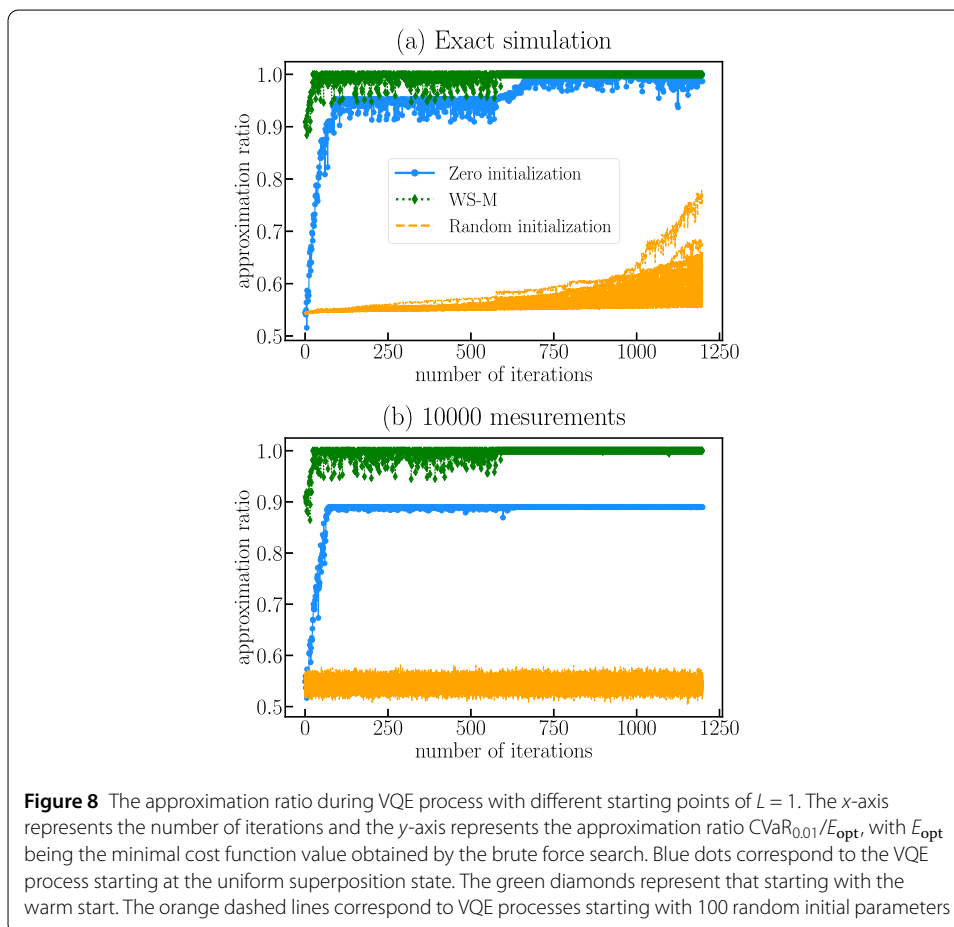 (a) Exact simulation
approximation ratio
1.0
0.9
0.8
0.7
0.6
0.5
Zero initialization
WS-M
Random initialization
0 250 500 750 1000 1250
number of iterations
(b) 10000 mesurements
approximation ratio
1.0
0.9
0.8
0.7
0.6
0.5
0 250 500 750 1000 1250
number of iterations
Figure 8 The approximation ratio during VQE process with different starting points of L = 1. The x-axis
represents the number of iterations and the y-axis represents the approximation ratio CVaR0.01/Eopt, with Eopt
being the minimal cost function value obtained by the brute force search. Blue dots correspond to the VQE
process starting at the uniform superposition state. The green diamonds represent that starting with the
warm start. The orange dashed lines correspond to VQE processes starting with 100 random initial parameters